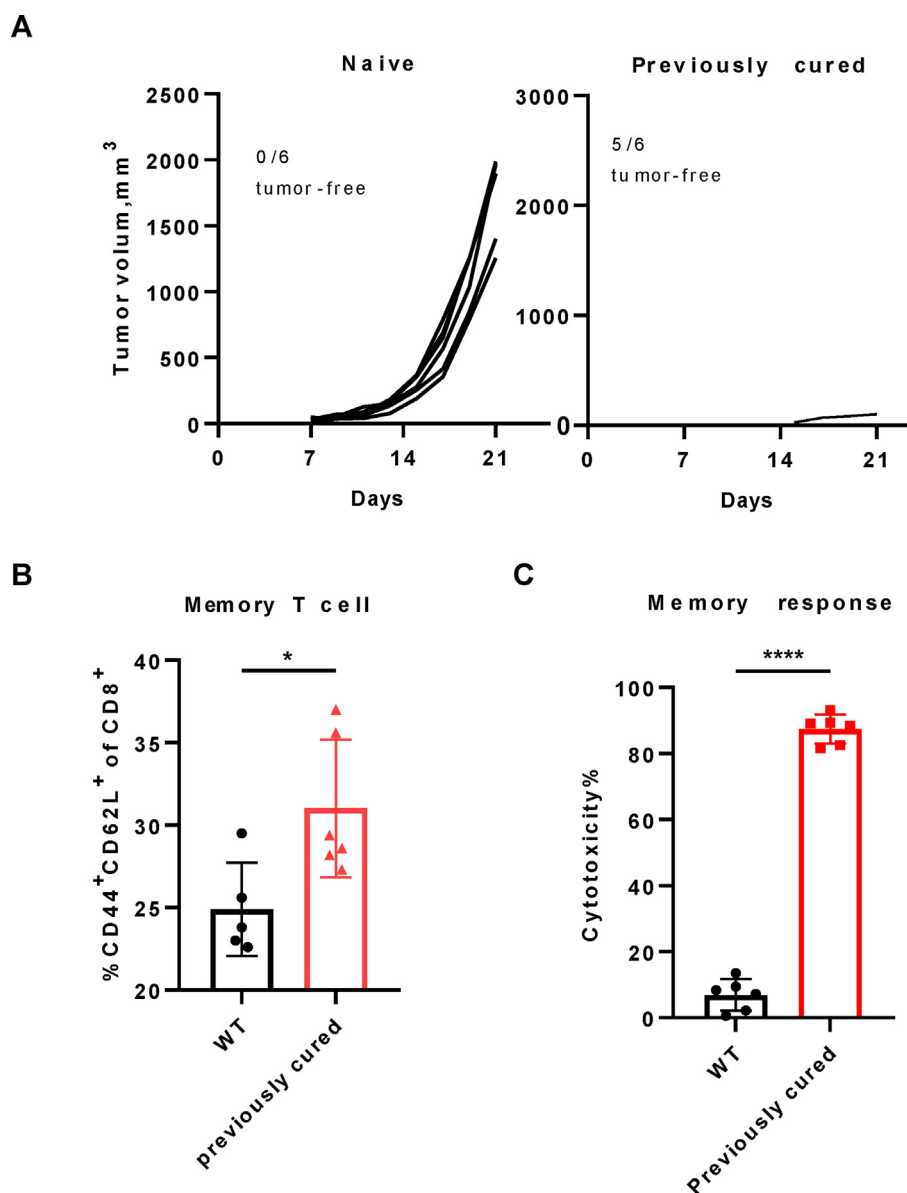 A
Naive
Previously cured
2500
2000
1500
1000
500
0
0/6
tumor-free
Tumor volum,mm³
0 7 14 21
Days
3000
2000
1000
0
5/6
tumor-free
0 7 14 21
Days
B
Memory T cell
*
40
35
30
25
20
%CD44⁺CD62L⁺ of CD8⁺
WT
previously cured
C
Memory response
****
100
80
60
40
20
0
Cytotoxicity%
WT
Previously cured